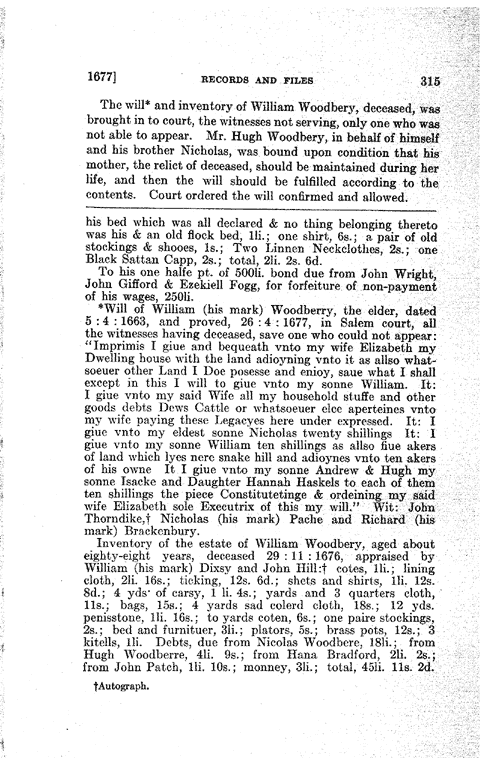 1677] RECORDS AND FILES 315
The will* and inventory of William Woodbery, deceased, was
brought in to court, the witnesses not serving, only one who was
not able to appear. Mr. Hugh Woodbery, in behalf of himself
and his brother Nicholas, was bound upon condition that his
mother, the relict of deceased, should be maintained during her
life, and then the will should be fulfilled according to the
contents. Court ordered the will confirmed and allowed.
his bed which was all declared & no thing belonging thereto
was his & an old flock bed, 1li.; one shirt, 6s.; a pair of old
stockings & shooes, 1s.; Two Linnen Neckclothes, 2s.; one
Black Sattan Capp, 2s.; total, 2li. 2s. 6d.
To his one halfe pt. of 500li. bond due from John Wright,
John Gifford & Ezekiell Fogg, for forfeiture of non-payment
of his wages, 250li.
*Will of William (his mark) Woodberry, the elder, dated
5 : 4 : 1663, and proved, 26 : 4 : 1677, in Salem court, all
the witnesses having deceased, save one who could not appear:
"Imprimis I giue and bequeath vnto my wife Elizabeth my
Dwelling house with the land adioyning vnto it as allso what-
soeuer other Land I Doe posesse and enioy, saue what I shall
except in this I will to giue vnto my sonne William. It:
I giue vnto my said Wife all my household stuffe and other
goods debts Dews Cattle or whatsoeuer elce aperteines vnto
my wife paying these Legacyes here under expressed. It: I
giue vnto my eldest sonne Nicholas twenty shillings It: I
giue vnto my sonne William ten shillings as allso fiue akers
of land which lyes nere snake hill and adioynes vnto ten akers
of his owne It I giue vnto my sonne Andrew & Hugh my
sonne Isacke and Daughter Hannah Haskels to each of them
ten shillings the piece Constitutetinge & ordeining my said
wife Elizabeth sole Executrix of this my will." Wit: John
Thorndike,† Nicholas (his mark) Pache and Richard (his
mark) Brackenbury.
Inventory of the estate of William Woodbery, aged about
eighty-eight years, deceased 29 : 11 : 1676, appraised by
William (his mark) Dixsy and John Hill:† cotes, 1li.; lining
cloth, 2li. 16s.; ticking, 12s. 6d.; shets and shirts, 1li. 12s.
8d.; 4 yds. of carsy, 1 li. 4s.; yards and 3 quarters cloth,
11s.; bags, 15s.; 4 yards sad colerd cloth, 18s.; 12 yds.
penisstone, 1li. 16s.; to yards coten, 6s.; one paire stockings,
2s.; bed and furnituer, 3li.; plators, 5s.; brass pots, 12s.; 3
kitells, 1li. Debts, due from Nicolas Woodbere, 18li.; from
Hugh Woodberre, 4li. 9s.; from Hana Bradford, 2li. 2s.;
from John Patch, 1li. 10s.; monney, 3li.; total, 45li. 11s. 2d.
†Autograph.